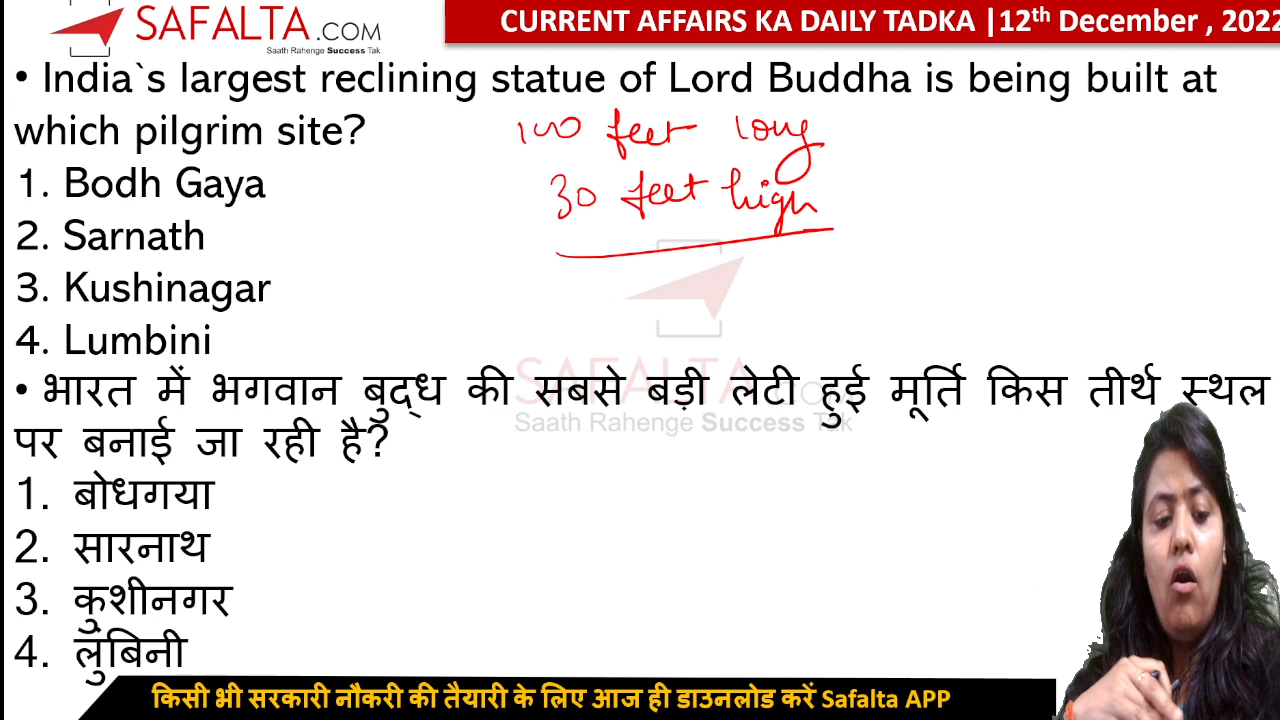 SAFALTA.COM
Saath Rahenge Success Tak
CURRENT AFFAIRS KA DAILY TADKA |12th December , 2022
• India`s largest reclining statue of Lord Buddha is being built at
which pilgrim site?
100 feet long
30 feet high
1. Bodh Gaya
2. Sarnath
3. Kushinagar
4. Lumbini
SAFALTA
Saath Rahenge Success Tak
• भारत में भगवान बुद्ध की सबसे बड़ी लेटी हुई मूर्ति किस तीर्थ स्थल
पर बनाई जा रही है?
1. बोधगया
2. सारनाथ
3. कुशीनगर
4. लुंबिनी
किसी भी सरकारी नौकरी की तैयारी के लिए आज ही डाउनलोड करें Safalta APP